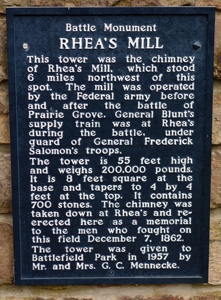 Battle Monument
RHEA'S MILL
This tower was the chimney
of Rhea's Mill, which stood
6 miles northwest of this
spot. The mill was operated
by the Federal army before
and after the battle of
Prairie Grove. General Blunt's
supply train was at Rhea's
during the battle, under
guard of General Frederick
Salomon's troops.
The tower is 55 feet high
and weighs 200,000 pounds.
It is 8 feet square at the
base and tapers to 4 by 4
feet at the top. It contains
700 stones. The chimney was
taken down at Rhea's and re-
erected here as a memorial
to the men who fought on
this field December 7, 1862.
The tower was given to
Battlefield Park in 1957 by
Mr. and Mrs. G. C. Mennecke.